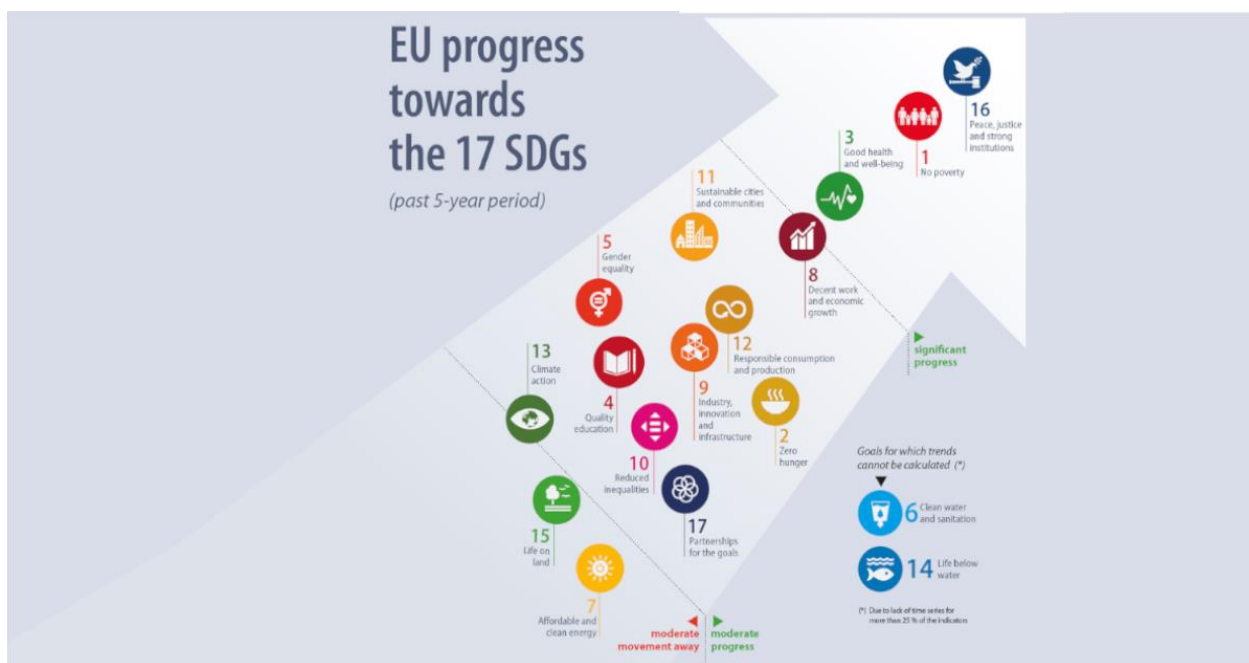 EU progress
towards
the 17 SDGs
(past 5-year period)
16
Peace, justice
and strong
institutions
1
No poverty
3
Good health
and well-being
11
Sustainable cities
and communities
8
Decent work
and economic
growth
5
Gender
equality
12
Responsible consumption
and production
13
Climate
action
9
Industry,
innovation
and
infrastructure
4
Quality
education
2
Zero
hunger
10
Reduced
inequalities
17
Partnerships
for the goals
15
Life on
land
7
Affordable and
clean energy
significant
progress
moderate
movement away
moderate
progress
Goals for which trends
cannot be calculated (*)
6 Clean water
and sanitation
14 Life below
water
(*) Due to lack of time series for
more than 25 % of the indicators